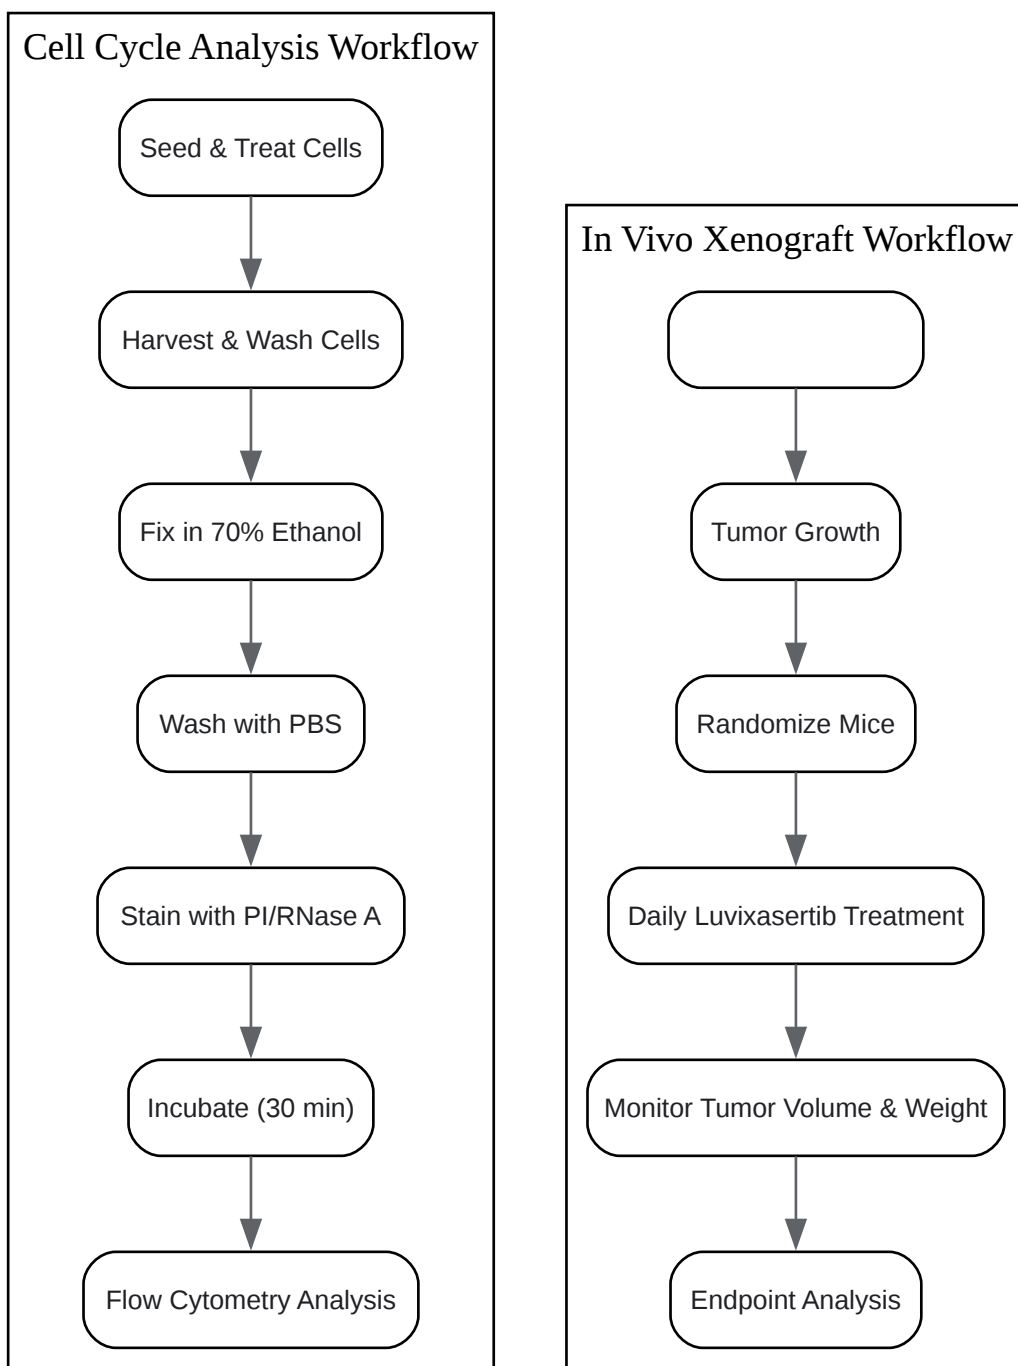 Cell Cycle Analysis Workflow
Seed & Treat Cells
Harvest & Wash Cells
Fix in 70% Ethanol
Wash with PBS
Stain with PI/RNase A
Incubate (30 min)
Flow Cytometry Analysis
In Vivo Xenograft Workflow
Tumor Growth
Randomize Mice
Daily Luvixasertib Treatment
Monitor Tumor Volume & Weight
Endpoint Analysis